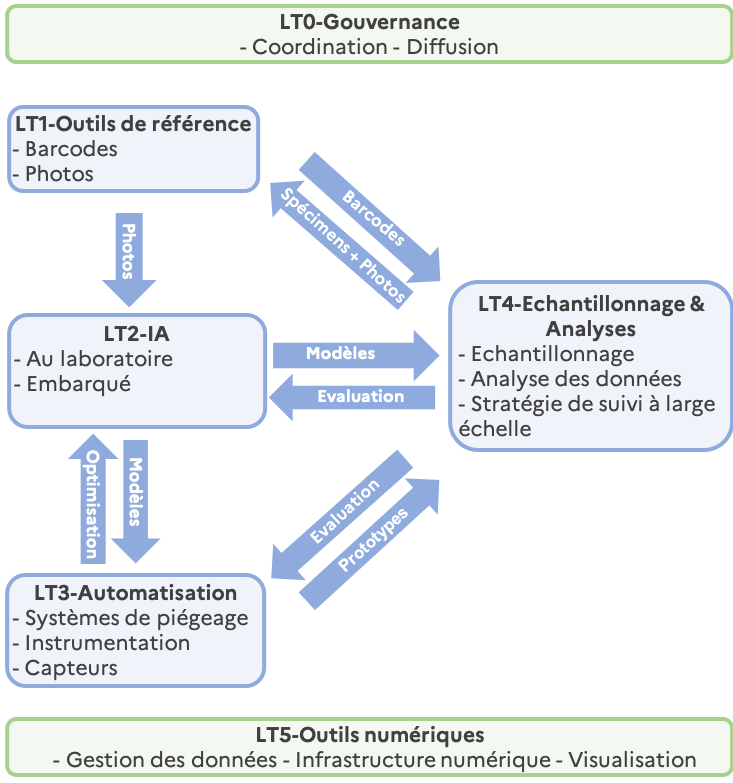 LT0-Gouvernance
- Coordination - Diffusion
LT1-Outils de référence
- Barcodes
- Photos
Barcodes
Spécimens + Photos
Photos
LT2-IA
- Au laboratoire
- Embarqué
Modèles
Evaluation
LT4-Echantillonnage &
Analyses
- Echantillonnage
- Analyse des données
- Stratégie de suivi à large
échelle
Optimisation
Modèles
Evaluation
Prototypes
LT3-Automatisation
- Systèmes de piégeage
- Instrumentation
- Capteurs
LT5-Outils numériques
- Gestion des données - Infrastructure numérique - Visualisation